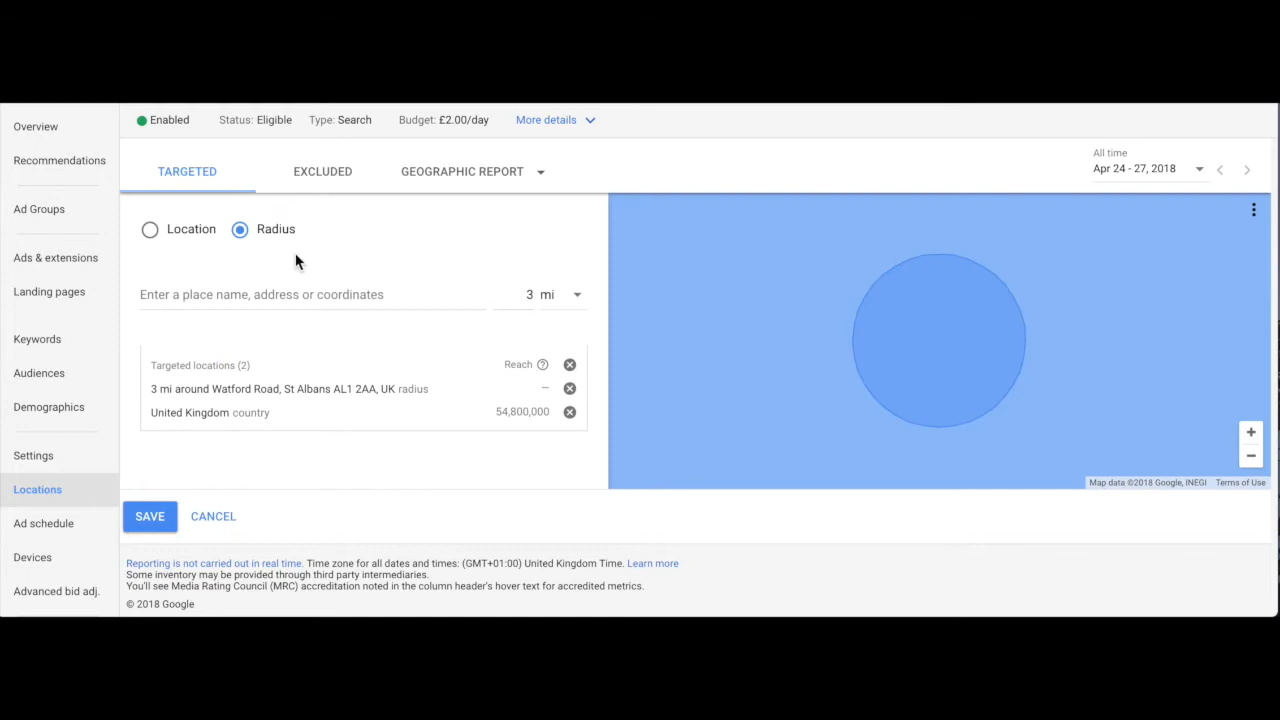 Overview
Recommendations
Ad Groups
Ads & extensions
Landing pages
Keywords
Audiences
Demographics
Settings
Locations
Ad schedule
Devices
Advanced bid adj.
Enabled Status: Eligible Type: Search Budget: £2.00/day More details
TARGETED EXCLUDED GEOGRAPHIC REPORT
All time
Apr 24 - 27, 2018
Location Radius
Enter a place name, address or coordinates 3 mi
Targeted locations (2) Reach
3 mi around Watford Road, St Albans AL1 2AA, UK radius –
United Kingdom country 54,800,000
Map data ©2018 Google, INEGI Terms of Use
SAVE CANCEL
Reporting is not carried out in real time. Time zone for all dates and times: (GMT+01:00) United Kingdom Time. Learn more
Some inventory may be provided through third party intermediaries.
You'll see Media Rating Council (MRC) accreditation noted in the column header's hover text for accredited metrics.
© 2018 Google